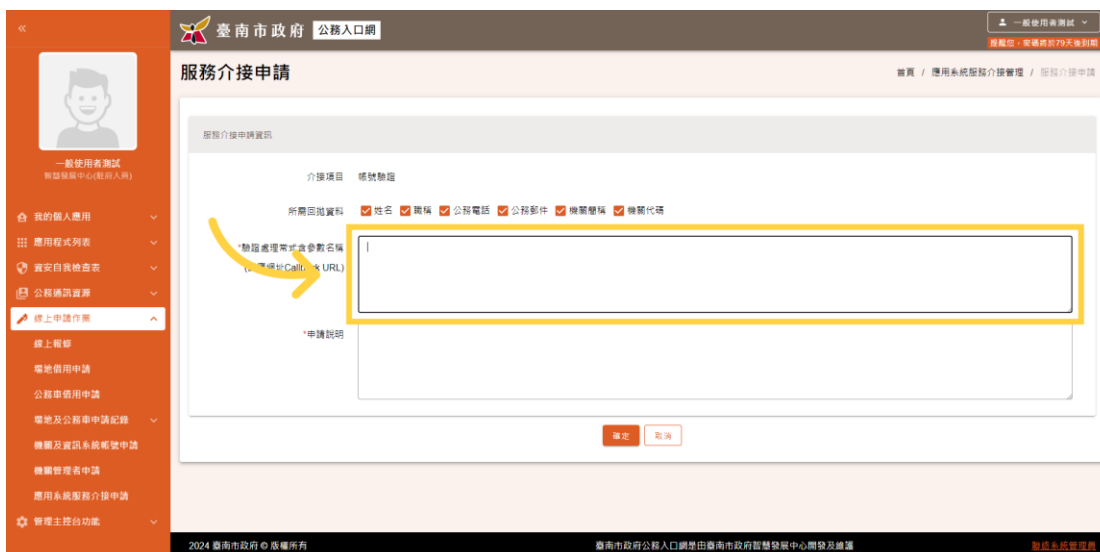 臺南市政府 公務入口網
一般使用者測試
提醒您，密碼將於79天後到期
服務介接申請
首頁 / 應用系統服務介接管理 / 服務介接申請
一般使用者測試
智慧發展中心(駐府人員)
我的個人應用
應用程式列表
資安自我檢查表
公務通訊資源
線上申請作業
線上報修
場地借用申請
公務車借用申請
場地及公務車申請紀錄
機關及資訊系統帳號申請
機關管理者申請
應用系統服務介接申請
管理主控台功能
服務介接申請資訊
介接項目 帳號驗證
所需回拋資料 姓名 職稱 公務電話 公務郵件 機關簡稱 機關代碼
*驗證處理常式含參數名稱
URL)
*申請說明
確定 取消
2024 臺南市政府 © 版權所有
臺南市政府公務入口網是由臺南市政府智慧發展中心開發及維護
聯絡系統管理員